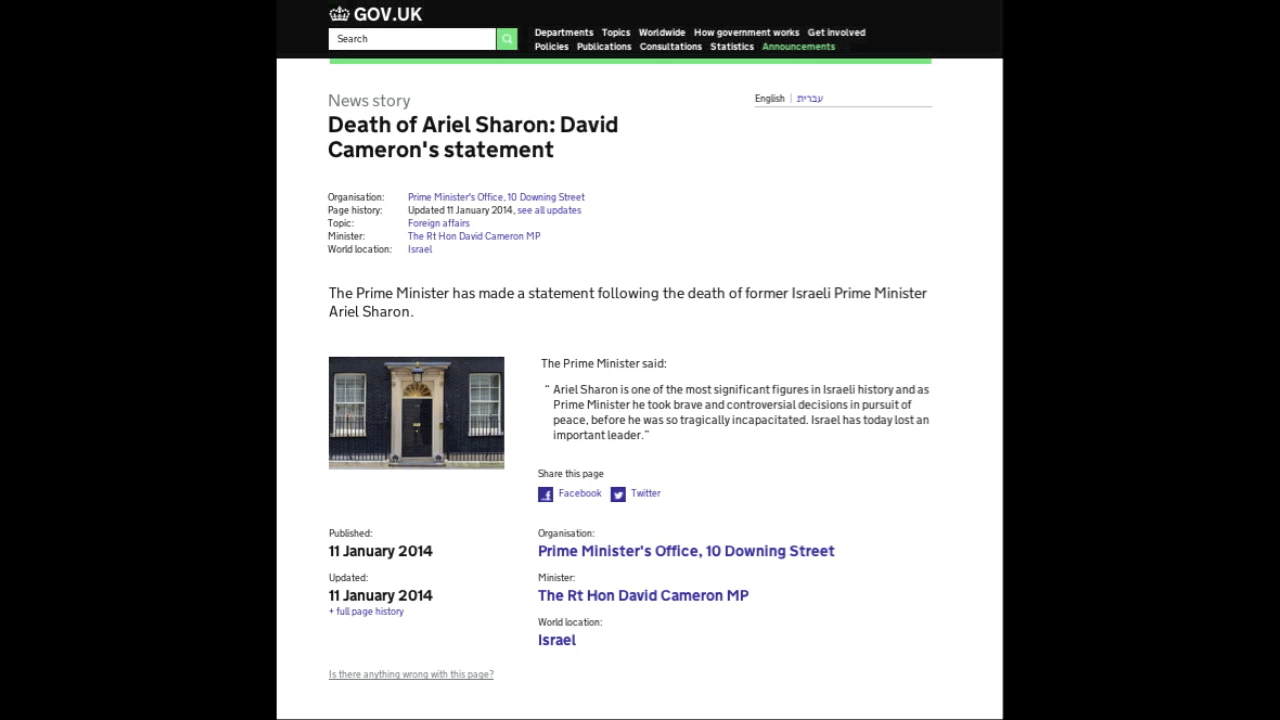 GOV.UK
Search
Departments Topics Worldwide How government works Get involved
Policies Publications Consultations Statistics Announcements
News story
English | עברית
Death of Ariel Sharon: David
Cameron's statement
Organisation: Prime Minister's Office, 10 Downing Street
Page history: Updated 11 January 2014, see all updates
Topic: Foreign affairs
Minister: The Rt Hon David Cameron MP
World location: Israel
The Prime Minister has made a statement following the death of former Israeli Prime Minister
Ariel Sharon.
The Prime Minister said:
“ Ariel Sharon is one of the most significant figures in Israeli history and as
Prime Minister he took brave and controversial decisions in pursuit of
peace, before he was so tragically incapacitated. Israel has today lost an
important leader.”
Share this page
Facebook Twitter
Published:
11 January 2014
Updated:
11 January 2014
+ full page history
Organisation:
Prime Minister's Office, 10 Downing Street
Minister:
The Rt Hon David Cameron MP
World location:
Israel
Is there anything wrong with this page?